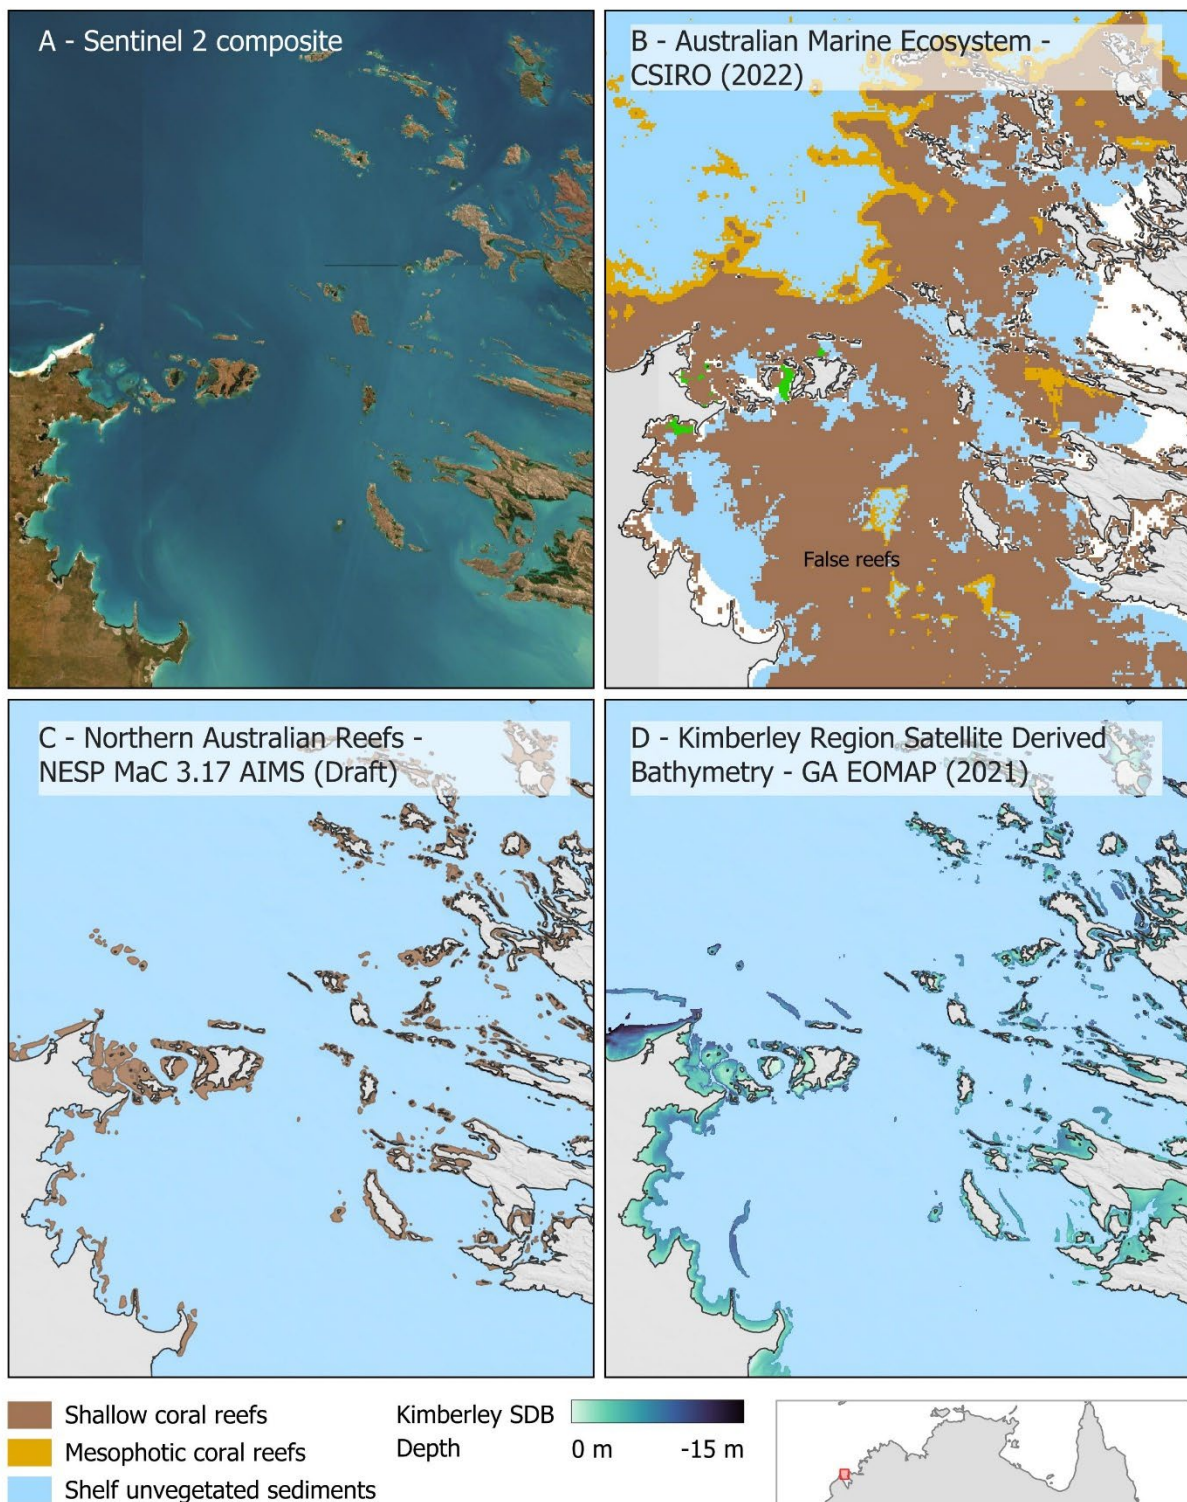 A - Sentinel 2 composite
B - Australian Marine Ecosystem -
CSIRO (2022)
False reefs
C - Northern Australian Reefs -
NESP MaC 3.17 AIMS (Draft)
D - Kimberley Region Satellite Derived
Bathymetry - GA EOMAP (2021)
Shallow coral reefs
Mesophotic coral reefs
Shelf unvegetated sediments
Kimberley SDB
Depth
0 m
-15 m